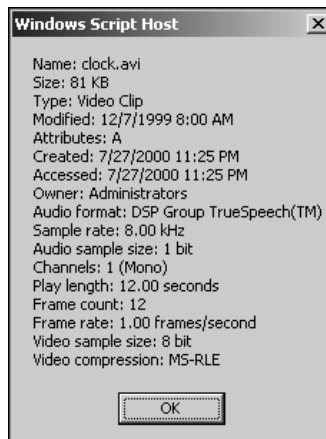 Windows Script Host
Name: clock.avi
Size: 81 KB
Type: Video Clip
Modified: 12/7/1999 8:00 AM
Attributes: A
Created: 7/27/2000 11:25 PM
Accessed: 7/27/2000 11:25 PM
Owner: Administrators
Audio format: DSP Group TrueSpeech(TM)
Sample rate: 8.00 kHz
Audio sample size: 1 bit
Channels: 1 (Mono)
Play length: 12.00 seconds
Frame count: 12
Frame rate: 1.00 frames/second
Video sample size: 8 bit
Video compression: MS-RLE
OK